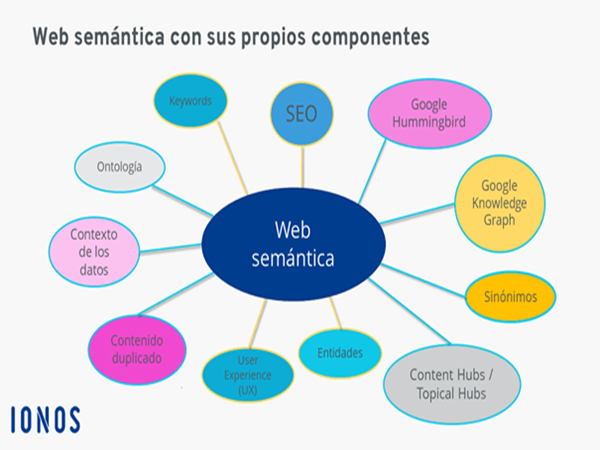 Web semántica con sus propios componentes
Keywords
SEO
Google
Hummingbird
Ontología
Google
Knowledge
Graph
Web
semántica
Contexto
de los
datos
Sinónimos
Contenido
duplicado
User
Experience
(UX)
Entidades
Content Hubs /
Topical Hubs
IONOS